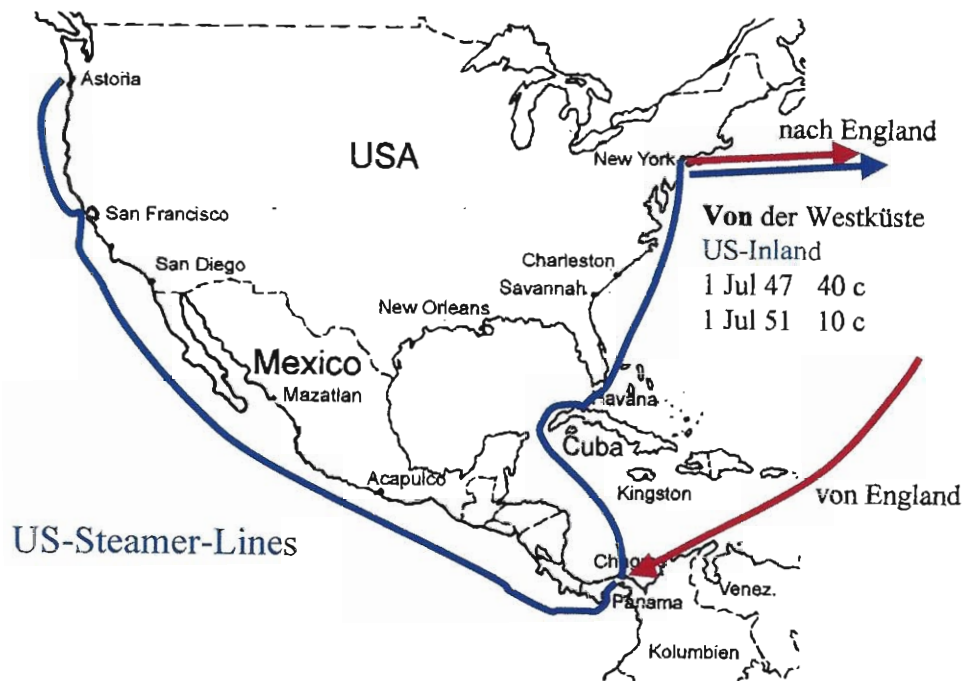 Astoria
nach England
USA
New York
San Francisco
Von der Westküste
US-Inland
1 Jul 47 40 c
1 Jul 51 10 c
San Diego
Charleston
Savannah
New Orleans
Mexico
Mazatlan
Cuba
Acapulco
Kingston
von England
US-Steamer-Lines
Panama
Venez.
Kolumbien